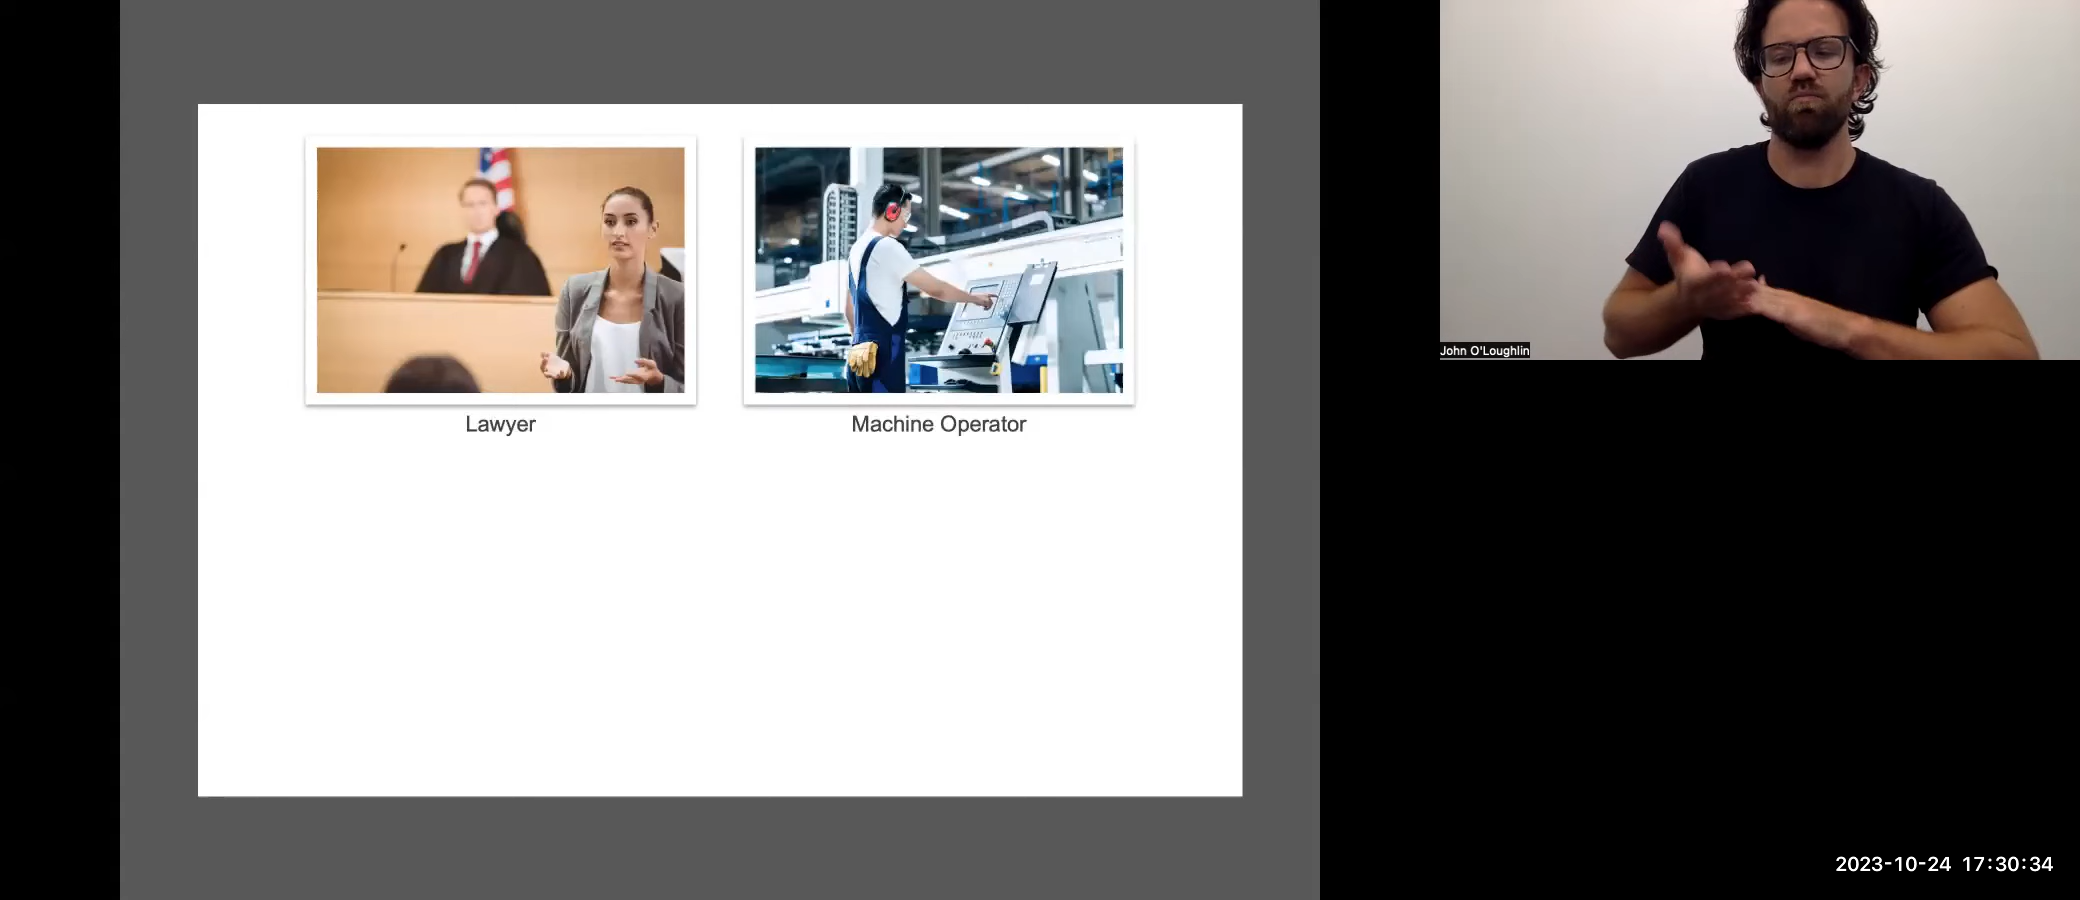 Lawyer
Machine Operator
John O'Loughlin
2023-10-24 17:30:34